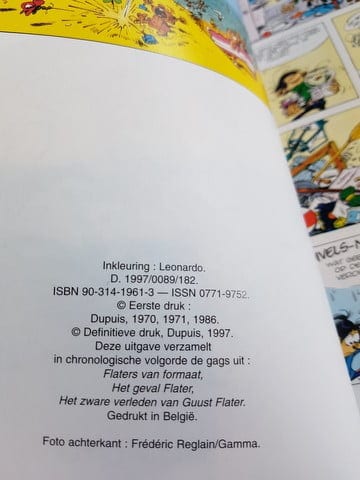 Inkleuring : Leonardo.
D. 1997/0089/182.
ISBN 90-314-1961-3 — ISSN 0771-9752.
© Eerste druk :
Dupuis, 1970, 1971, 1986.
© Definitieve druk, Dupuis, 1997.
Deze uitgave verzamelt
in chronologische volgorde de gags uit :
Flaters van formaat,
Het geval Flater,
Het zware verleden van Guust Flater.
Gedrukt in België.
Foto achterkant : Frédéric Reglain/Gamma.